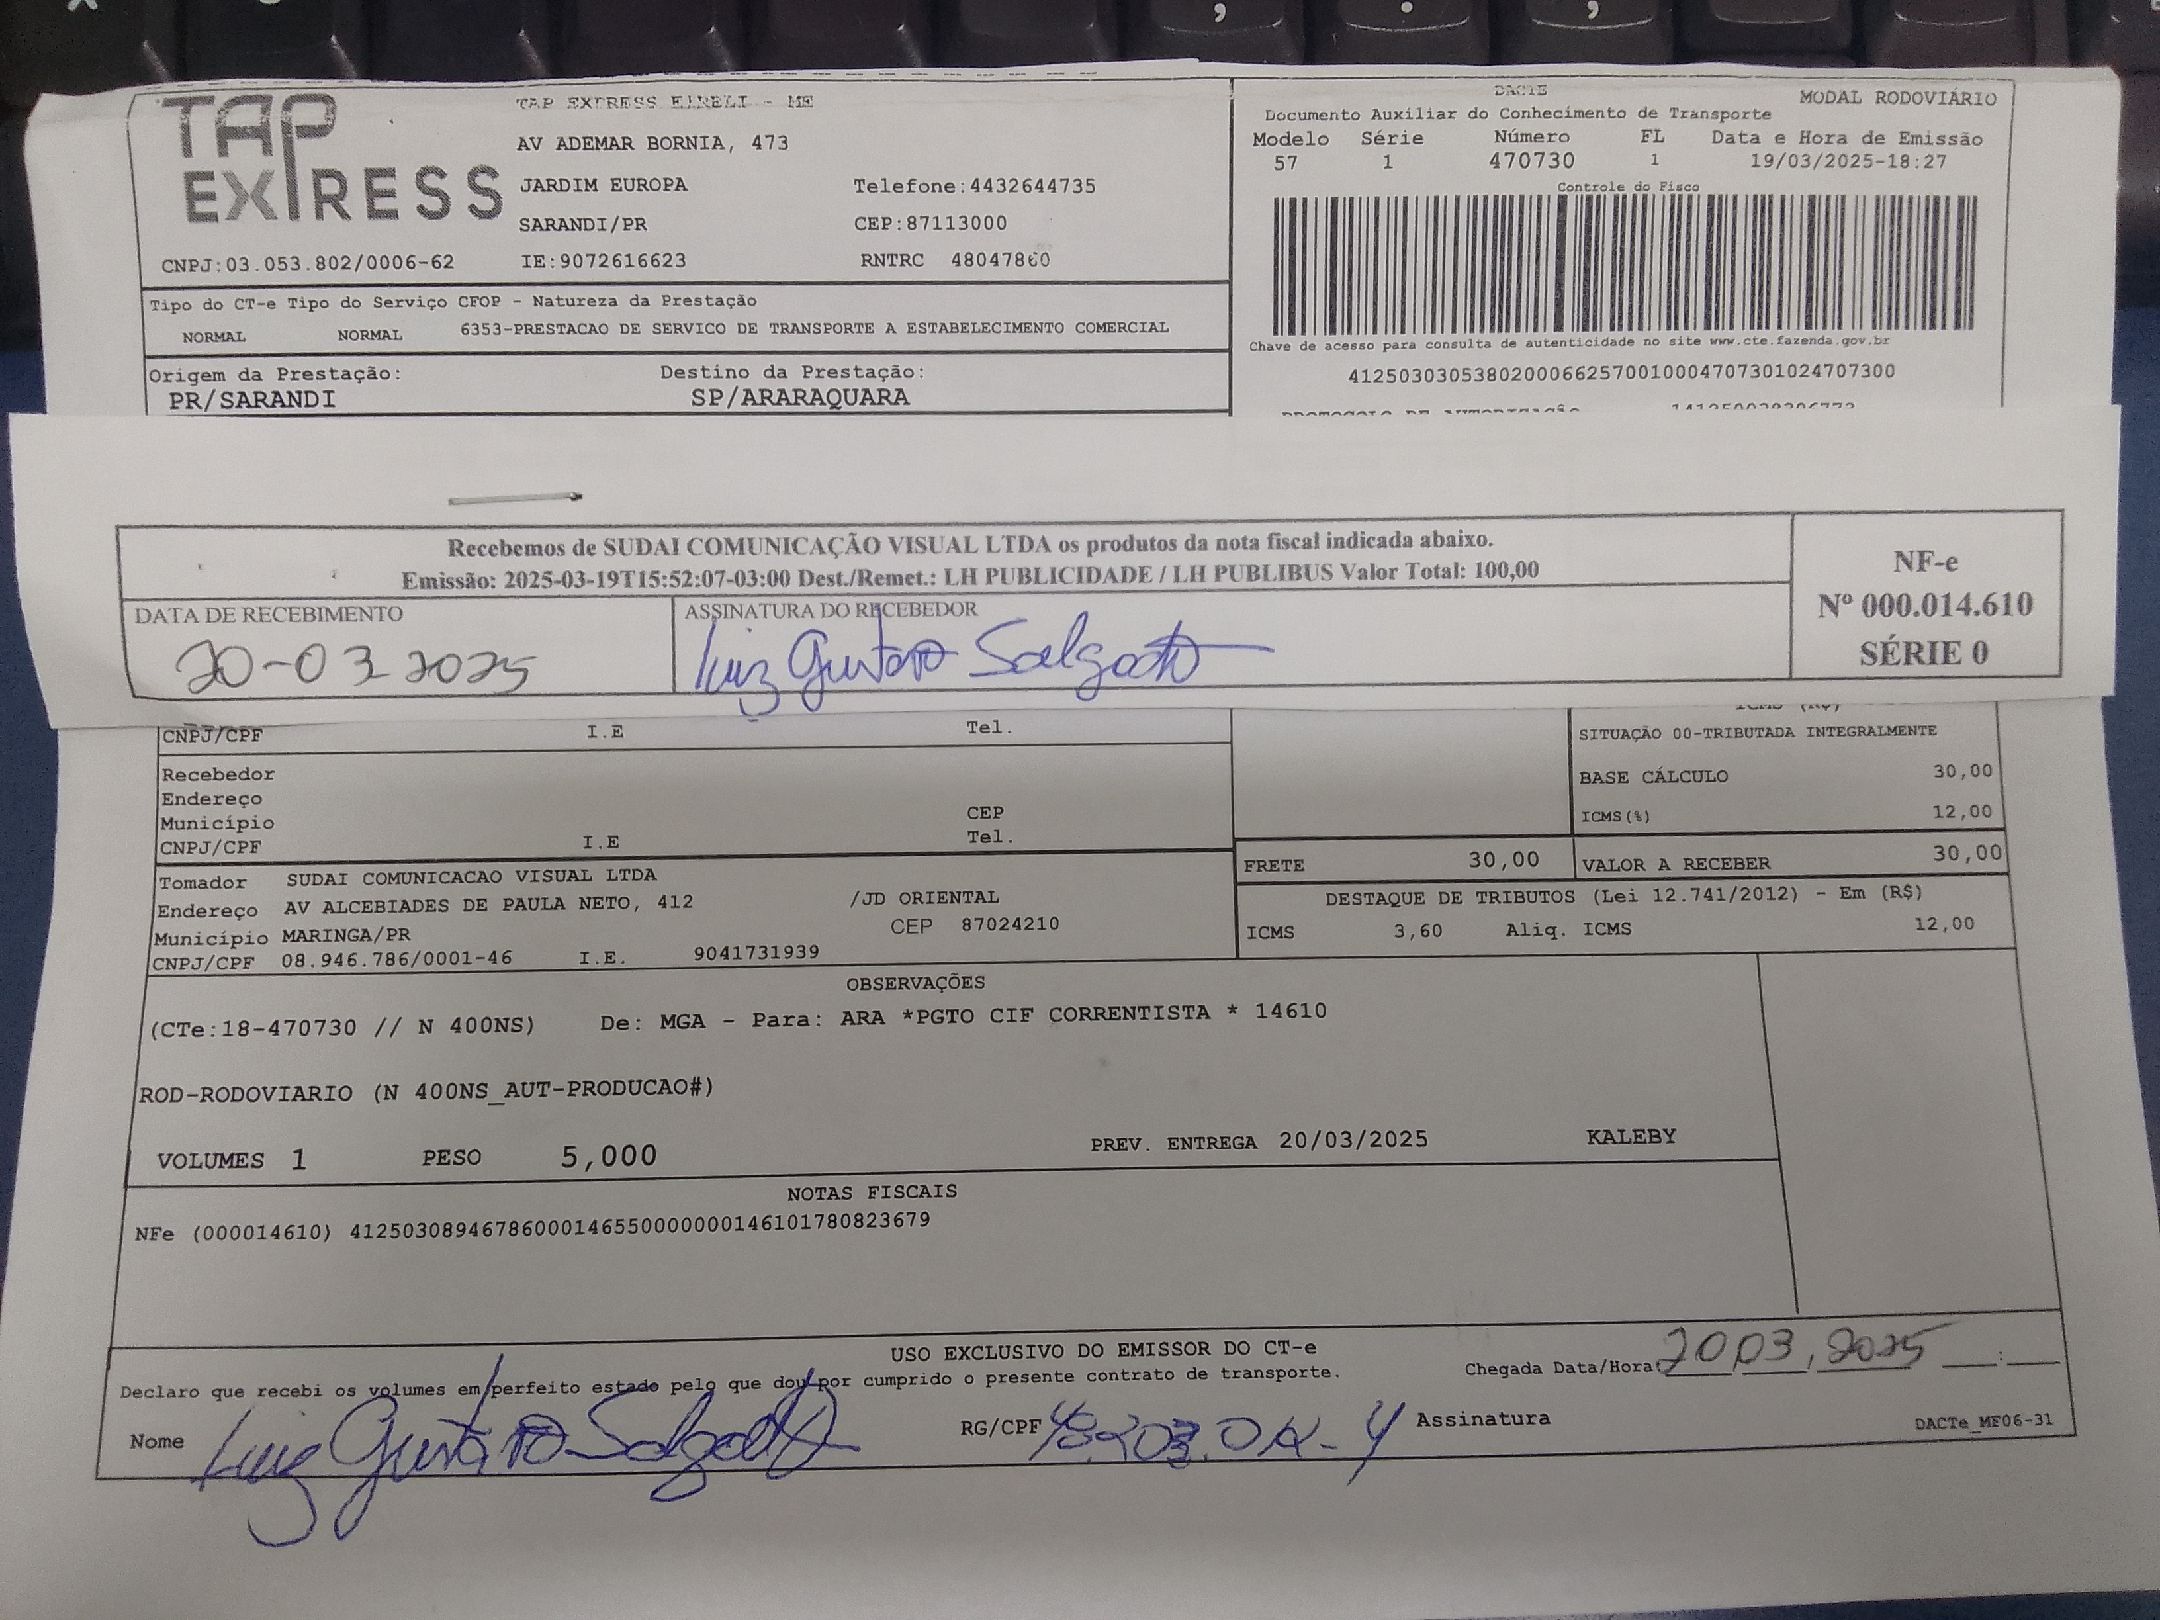 TAP EXPRESS
TAP EXPRESS EIRELI - ME
AV ADEMAR BORNIA, 473
JARDIM EUROPA Telefone:4432644735
SARANDI/PR CEP:87113000
CNPJ:03.053.802/0006-62 IE:9072616623 RNTRC 48047860
DACTE
MODAL RODOVIÁRIO
Documento Auxiliar do Conhecimento de Transporte
Modelo Série Número FL Data e Hora de Emissão
57 1 470730 1 19/03/2025-18:27
Controle do Fisco
Chave de acesso para consulta de autenticidade no site www.cte.fazenda.gov.br
41250303053802000662570010004707301024707300
Tipo do CT-e Tipo do Serviço CFOP - Natureza da Prestação
NORMAL NORMAL 6353-PRESTACAO DE SERVICO DE TRANSPORTE A ESTABELECIMENTO COMERCIAL
Origem da Prestação: Destino da Prestação:
PR/SARANDI SP/ARARAQUARA
Recebemos de SUDAI COMUNICAÇÃO VISUAL LTDA os produtos da nota fiscal indicada abaixo.
Emissão: 2025-03-19T15:52:07-03:00 Dest./Remet.: LH PUBLICIDADE / LH PUBLIBUS Valor Total: 100,00
DATA DE RECEBIMENTO ASSINATURA DO RECEBEDOR
20-03 2025 Luiz Gustavo Salgado
NF-e
Nº 000.014.610
SÉRIE 0
CNPJ/CPF I.E Tel.
Recebedor
Endereço
Município CEP
CNPJ/CPF I.E Tel.
ICMS (R$)
SITUAÇÃO 00-TRIBUTADA INTEGRALMENTE
BASE CÁLCULO 30,00
ICMS(%) 12,00
FRETE 30,00 VALOR A RECEBER 30,00
Tomador SUDAI COMUNICACAO VISUAL LTDA
Endereço AV ALCEBIADES DE PAULA NETO, 412 /JD ORIENTAL
Município MARINGA/PR CEP 87024210
CNPJ/CPF 08.946.786/0001-46 I.E. 9041731939
DESTAQUE DE TRIBUTOS (Lei 12.741/2012) - Em (R$)
ICMS 3,60 Aliq. ICMS 12,00
OBSERVAÇÕES
(CTe:18-470730 // N 400NS) De: MGA - Para: ARA *PGTO CIF CORRENTISTA * 14610
ROD-RODOVIARIO (N 400NS_AUT-PRODUCAO#)
VOLUMES 1 PESO 5,000 PREV. ENTREGA 20/03/2025 KALEBY
NOTAS FISCAIS
NFe (000014610) 41250308946786000146550000000146101780823679
USO EXCLUSIVO DO EMISSOR DO CT-e
Declaro que recebi os volumes em perfeito estado pelo que dou por cumprido o presente contrato de transporte.
Chegada Data/Hora 20 03 2025
Nome Luiz Gustavo Salgado RG/CPF Assinatura
DACTe_MF06-31